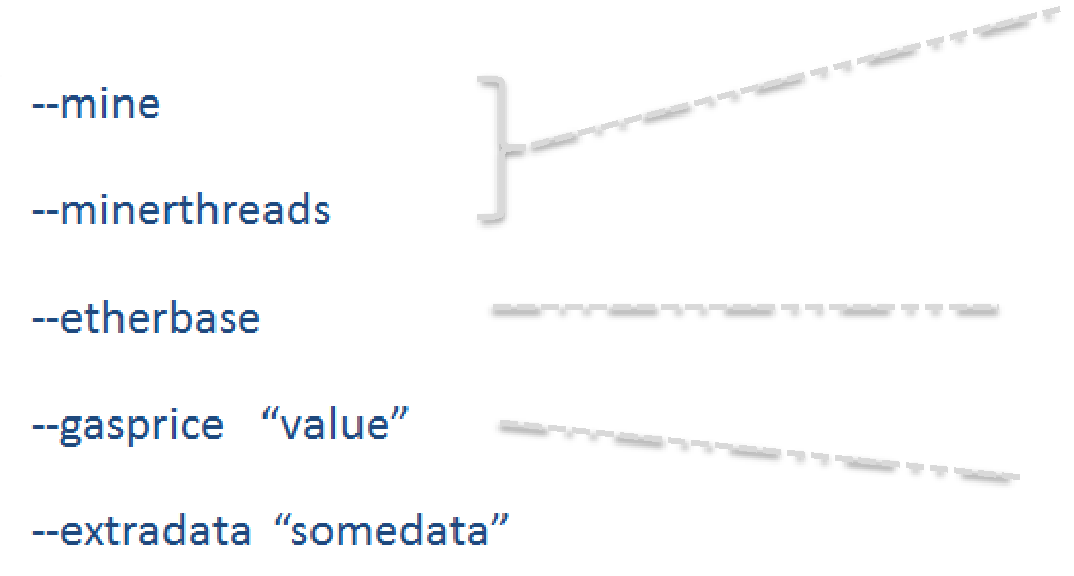 --mine
--minerthreads
--etherbase
--gasprice “value”
--extradata “somedata”